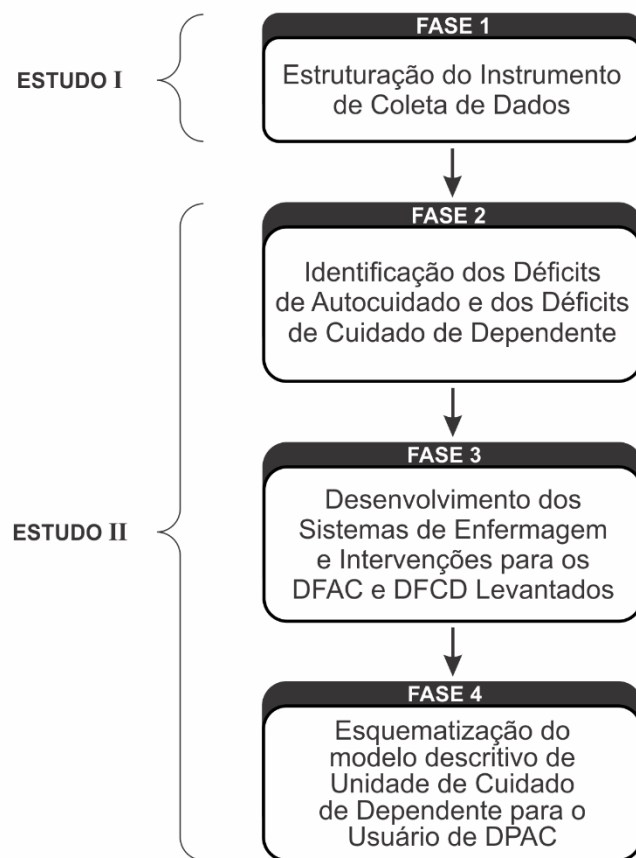 FASE 1
ESTUDO I
Estruturação do Instrumento
de Coleta de Dados
FASE 2
Identificação dos Déficits
de Autocuidado e dos Déficits
de Cuidado de Dependente
ESTUDO II
FASE 3
Desenvolvimento dos
Sistemas de Enfermagem
e Intervenções para os
DFAC e DFCD Levantados
FASE 4
Esquematização do
modelo descritivo de
Unidade de Cuidado
de Dependente para o
Usuário de DPAC